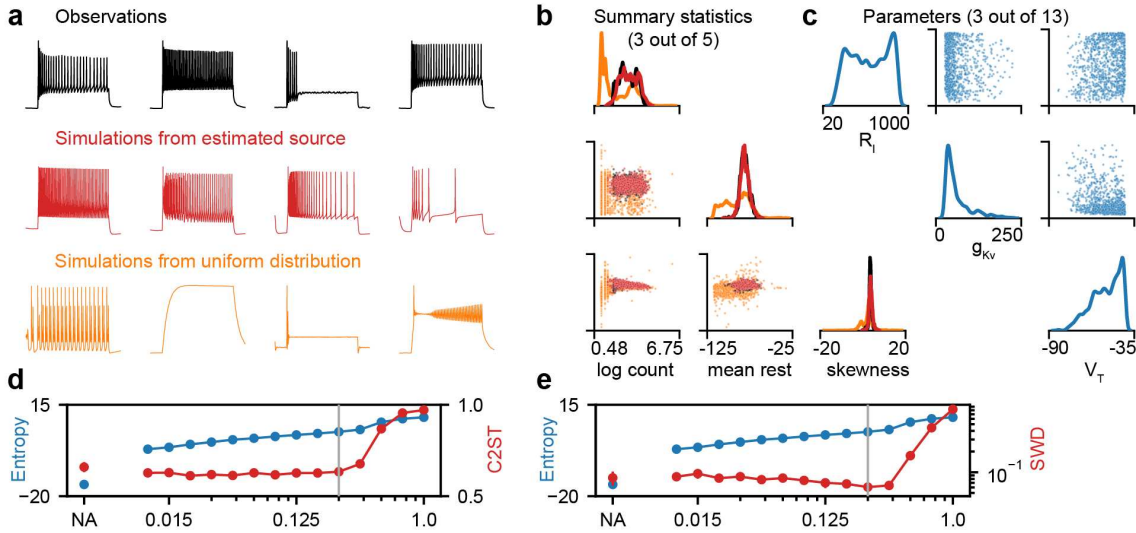 a
Observations
Simulations from estimated source
Simulations from uniform distribution
b
Summary statistics
(3 out of 5)
0.48 6.75
log count
-125 -25
mean rest
-20 20
skewness
c
Parameters (3 out of 13)
20 1000
R_I
0 250
g_Kv
-90 -35
V_T
d
Entropy
15
−20
1.0
0.5
C2ST
NA 0.015 0.125 1.0
e
Entropy
15
−20
10⁻¹
SWD
NA 0.015 0.125 1.0